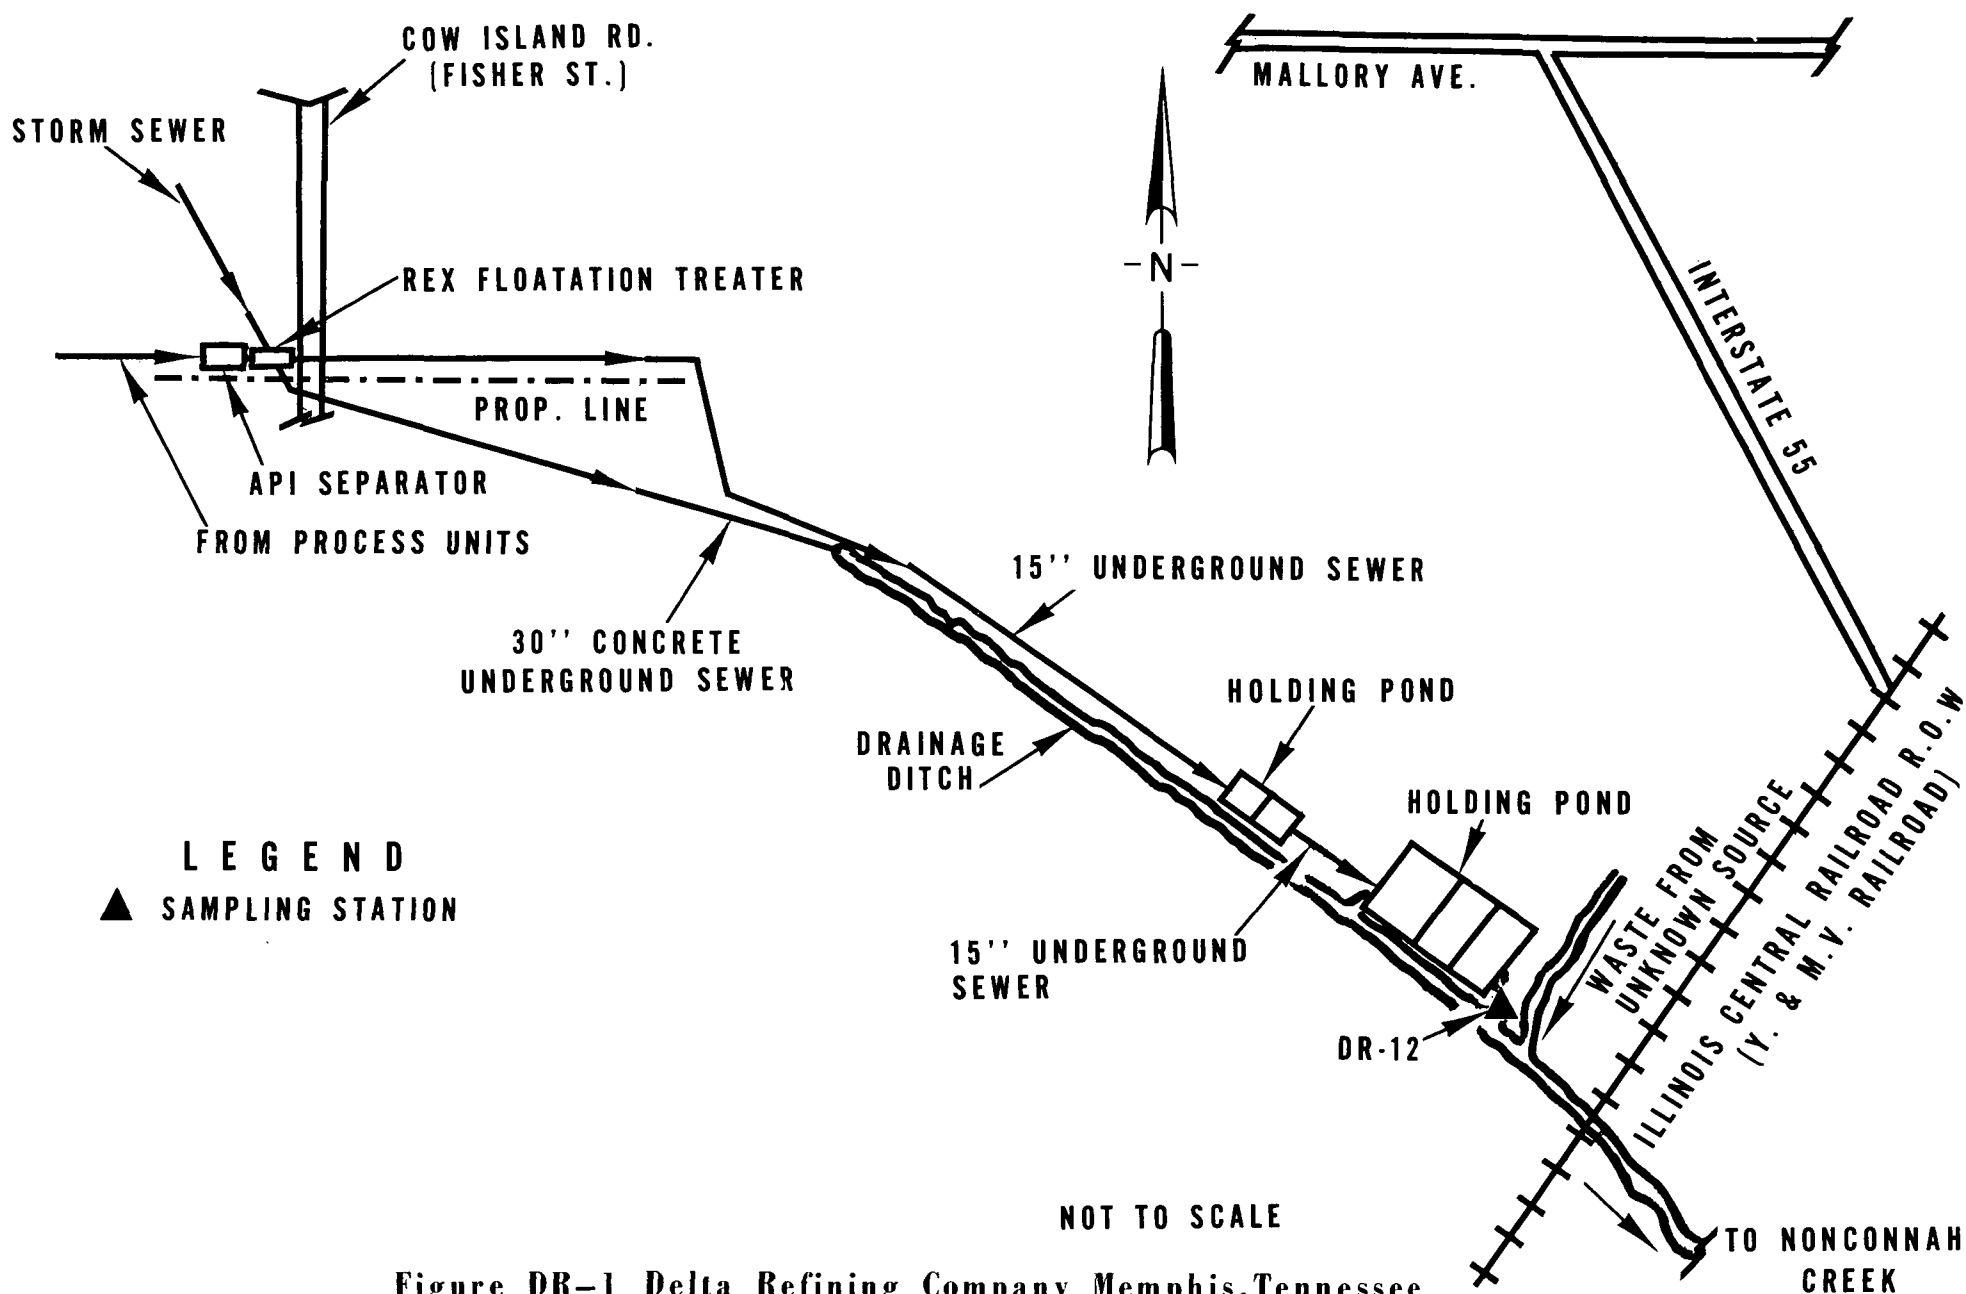 COW ISLAND RD.
(FISHER ST.)
MALLORY AVE.
STORM SEWER
-N-
REX FLOATATION TREATER
INTERSTATE 55
PROP. LINE
API SEPARATOR
FROM PROCESS UNITS
15'' UNDERGROUND SEWER
30'' CONCRETE
UNDERGROUND SEWER
HOLDING POND
DRAINAGE
DITCH
HOLDING POND
WASTE FROM
UNKNOWN SOURCE
ILLINOIS CENTRAL RAILROAD R.O.W
(Y. & M.V. RAILROAD)
LEGEND
SAMPLING STATION
15'' UNDERGROUND
SEWER
DR-12
NOT TO SCALE
TO NONCONNAH
CREEK
Figure DR-1 Delta Refining Company Memphis, Tennessee